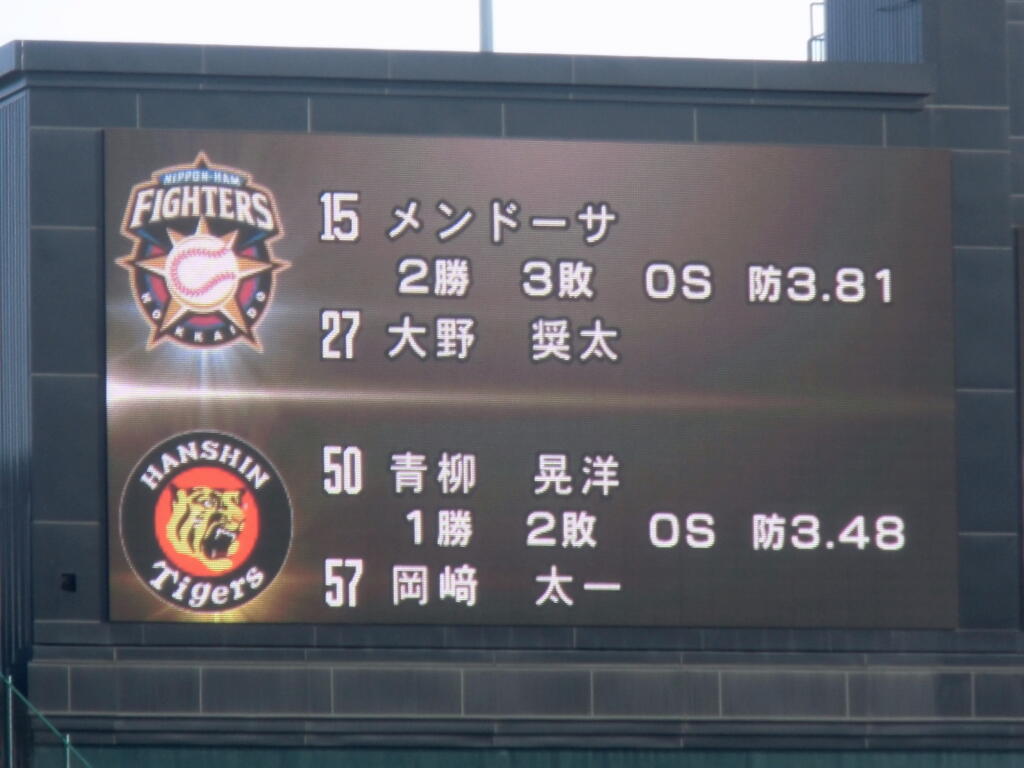 NIPPON-HAM
FIGHTERS
HOKKAIDO
15 メンドーサ
2勝 3敗 0S 防3.81
27 大野 奨太
HANSHIN
Tigers
50 青柳 晃洋
1勝 2敗 0S 防3.48
57 岡﨑 太一